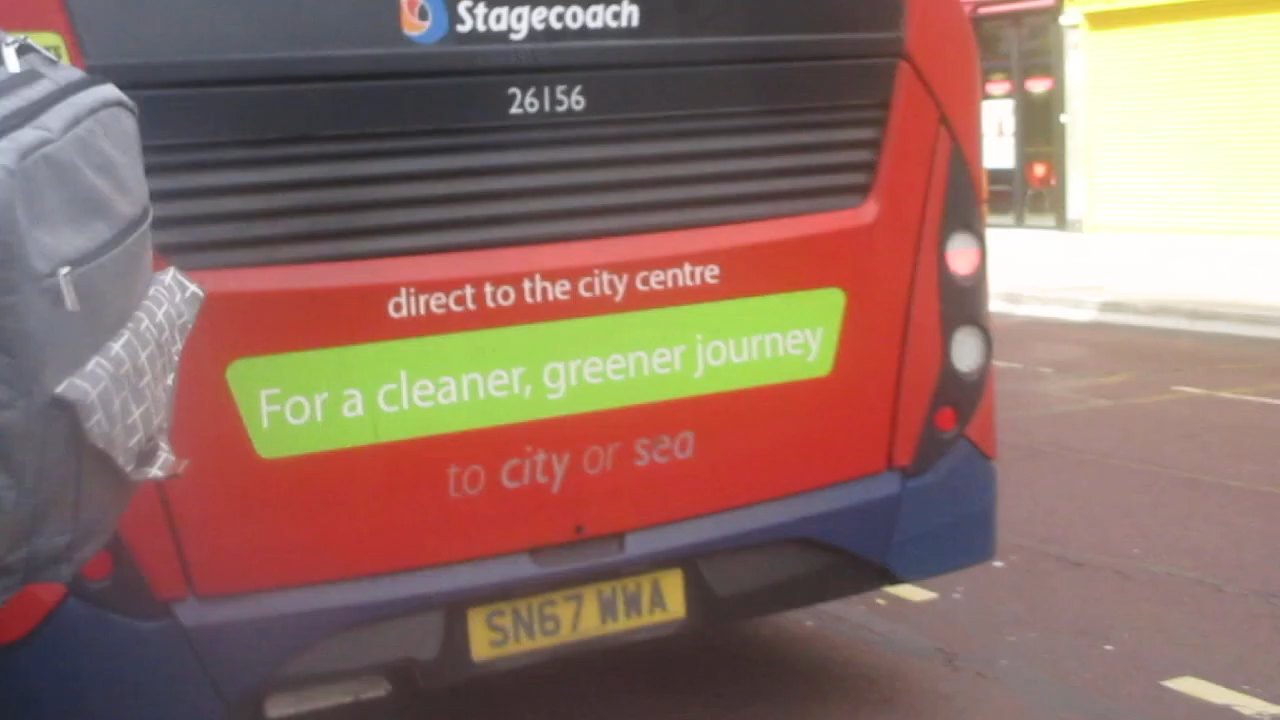 Stagecoach
26156
direct to the city centre
For a cleaner, greener journey
to city or sea
SN67 WWA